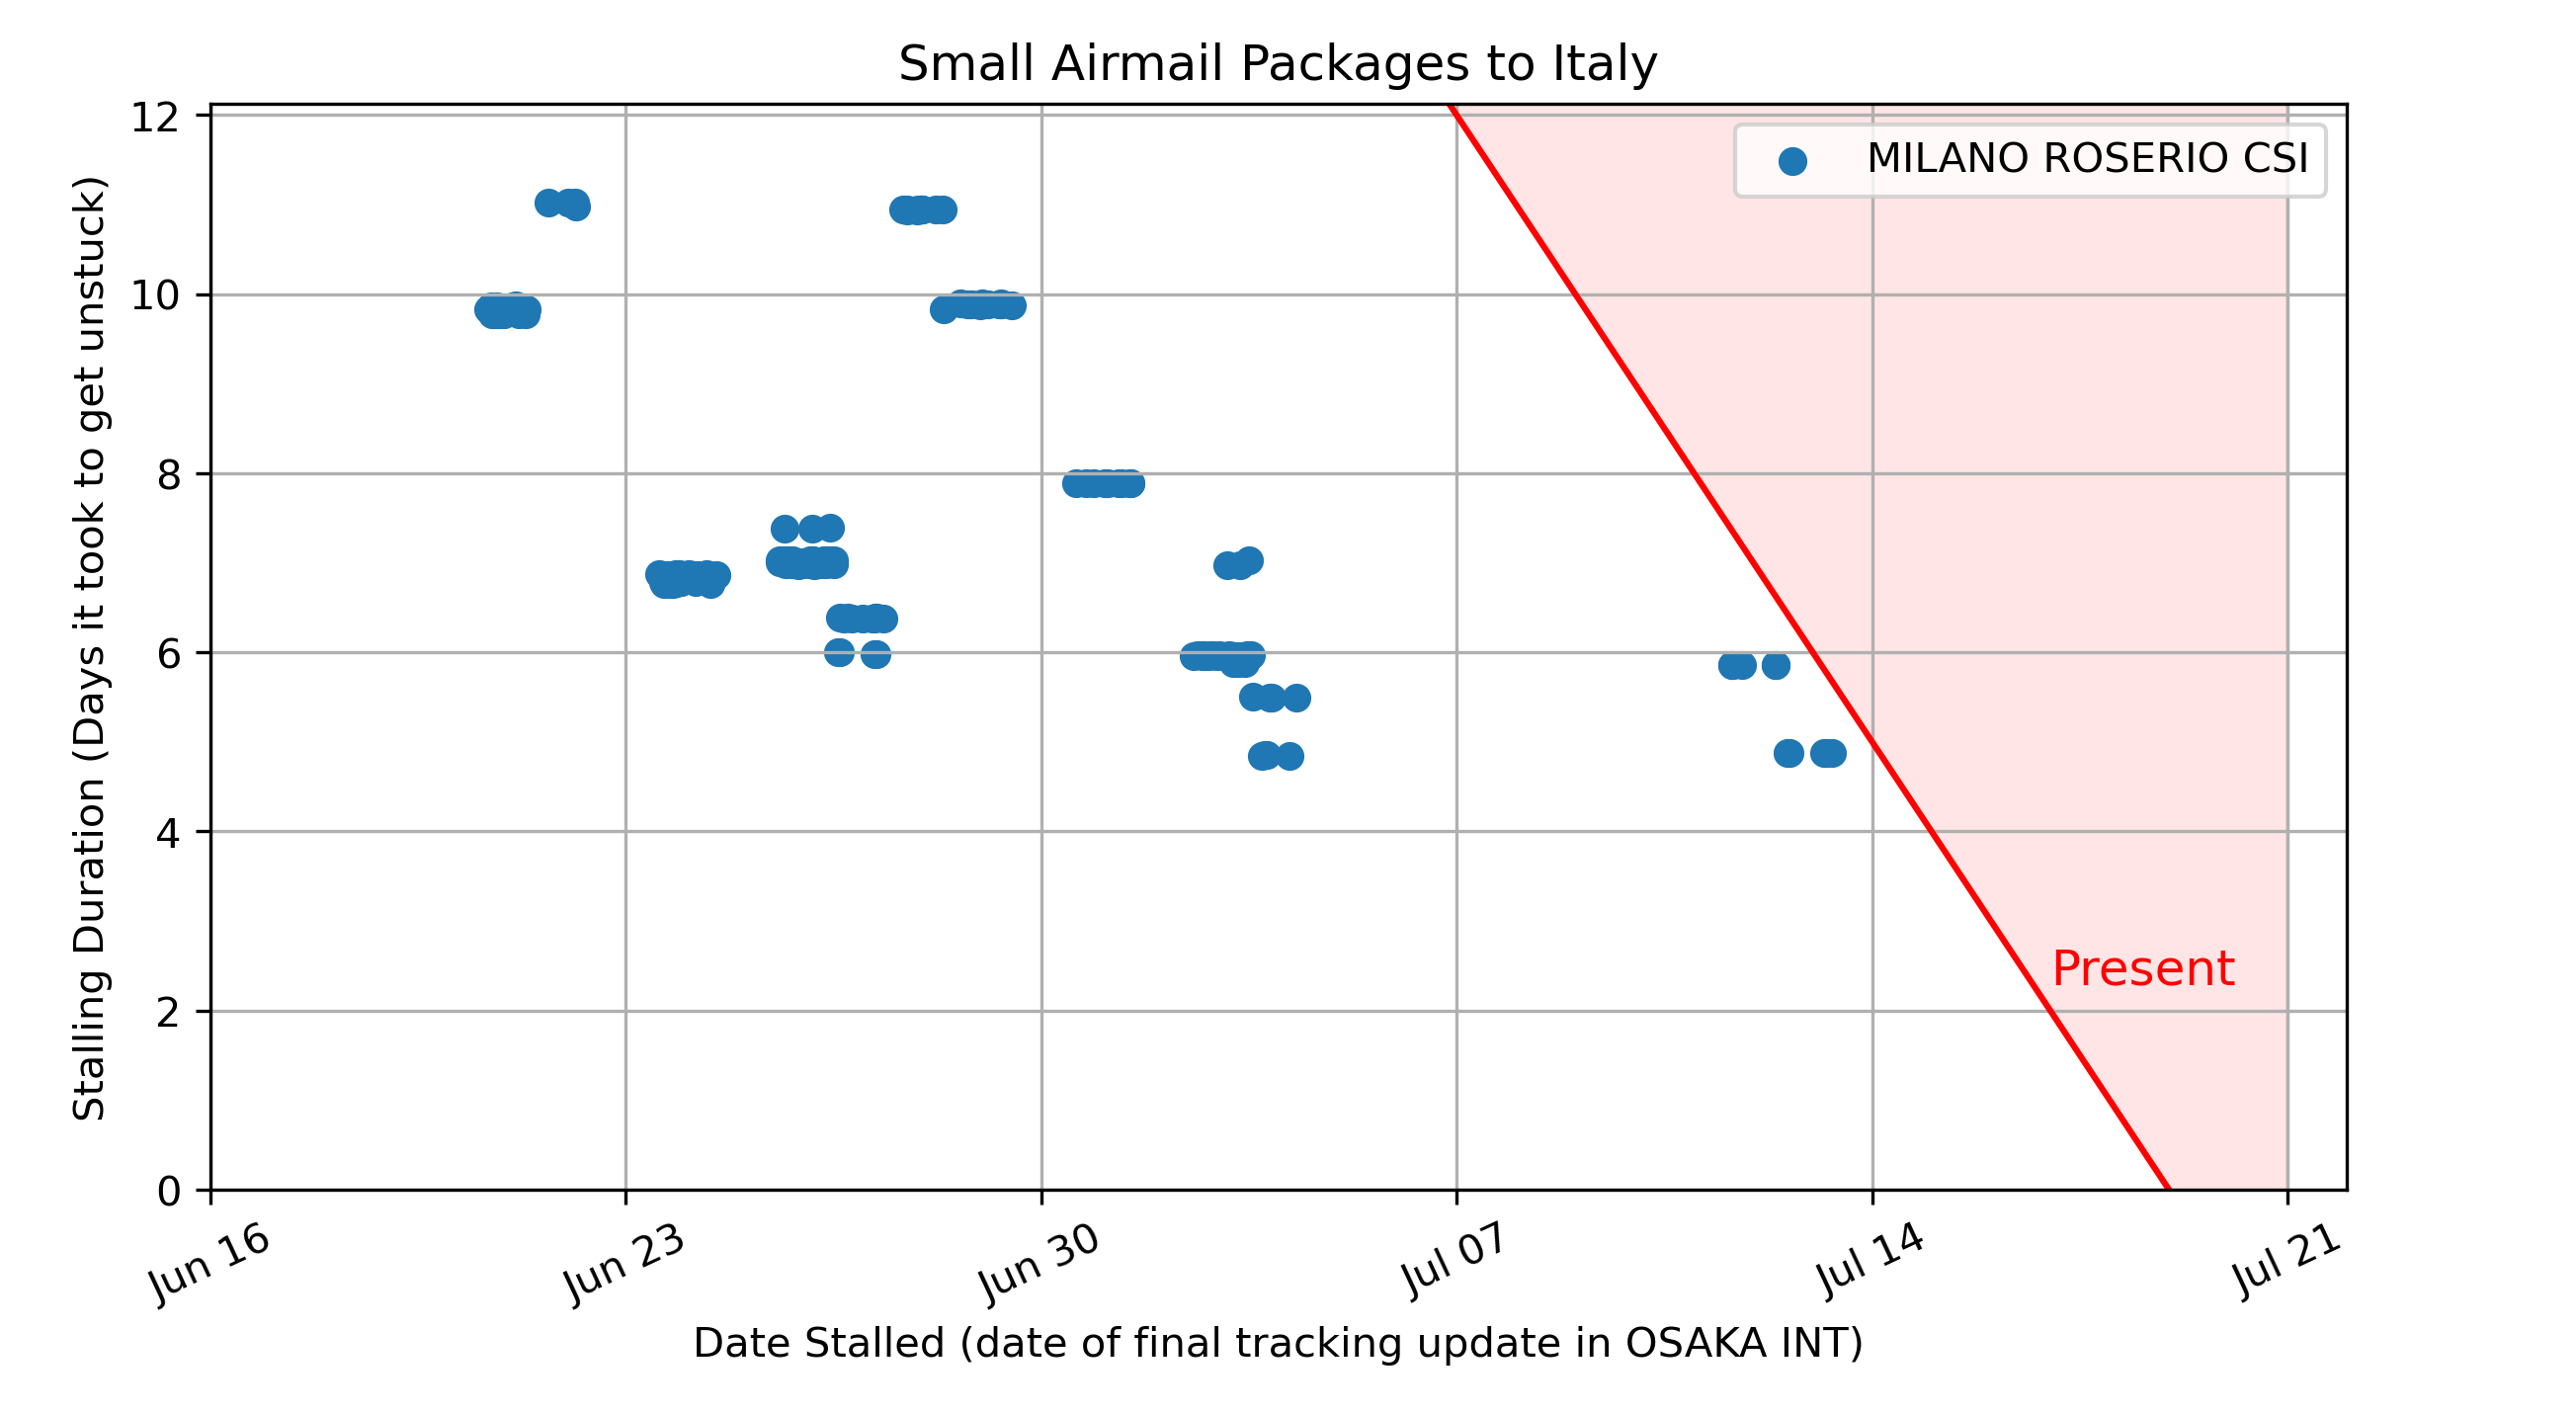 Small Airmail Packages to Italy
MILANO ROSERIO CSI
Present
Stalling Duration (Days it took to get unstuck)
12
10
8
6
4
2
0
Jun 16
Jun 23
Jun 30
Jul 07
Jul 14
Jul 21
Date Stalled (date of final tracking update in OSAKA INT)